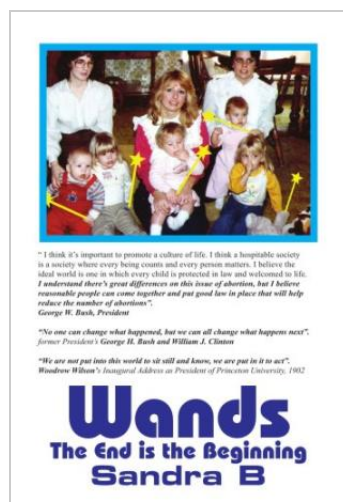 “ I think it’s important to promote a culture of life. I think a hospitable society
is a society where every being counts and every person matters. I believe the
ideal world is one in which every child is protected in law and welcomed to life.
I understand there’s great differences on this issue of abortion, but I believe
reasonable people can come together and put good law in place that will help
reduce the number of abortions”.
George W. Bush, President
“No one can change what happened, but we can all change what happens next”.
former President’s George H. Bush and William J. Clinton
“We are not put into this world to sit still and know, we are put in it to act”.
Woodrow Wilson’s Inaugural Address as President of Princeton University, 1902
Wands
The End is the Beginning
Sandra B